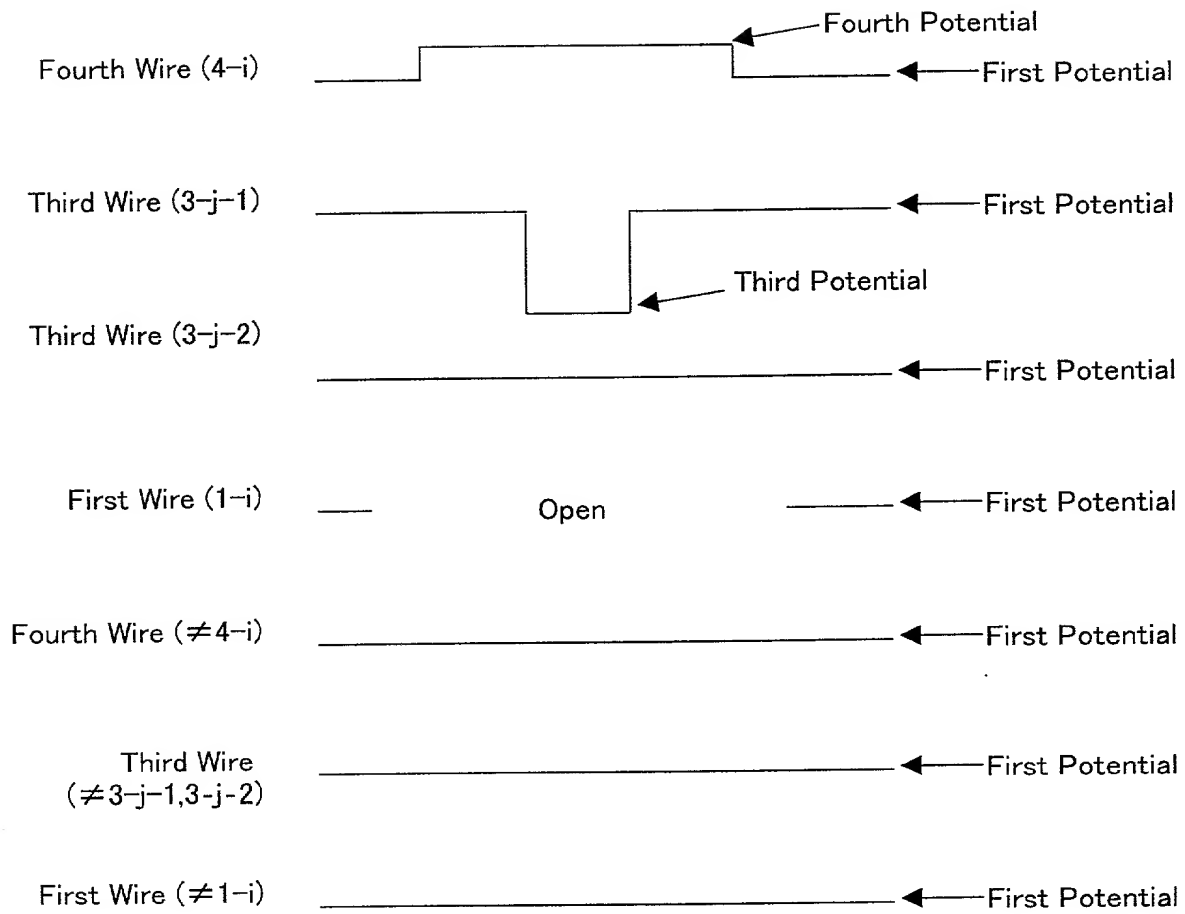 Fourth Potential
Fourth Wire (4-i)
First Potential
Third Wire (3-j-1)
First Potential
Third Potential
Third Wire (3-j-2)
First Potential
First Wire (1-i)
Open
First Potential
Fourth Wire (≠4-i)
First Potential
Third Wire
(≠3-j-1,3-j-2)
First Potential
First Wire (≠1-i)
First Potential